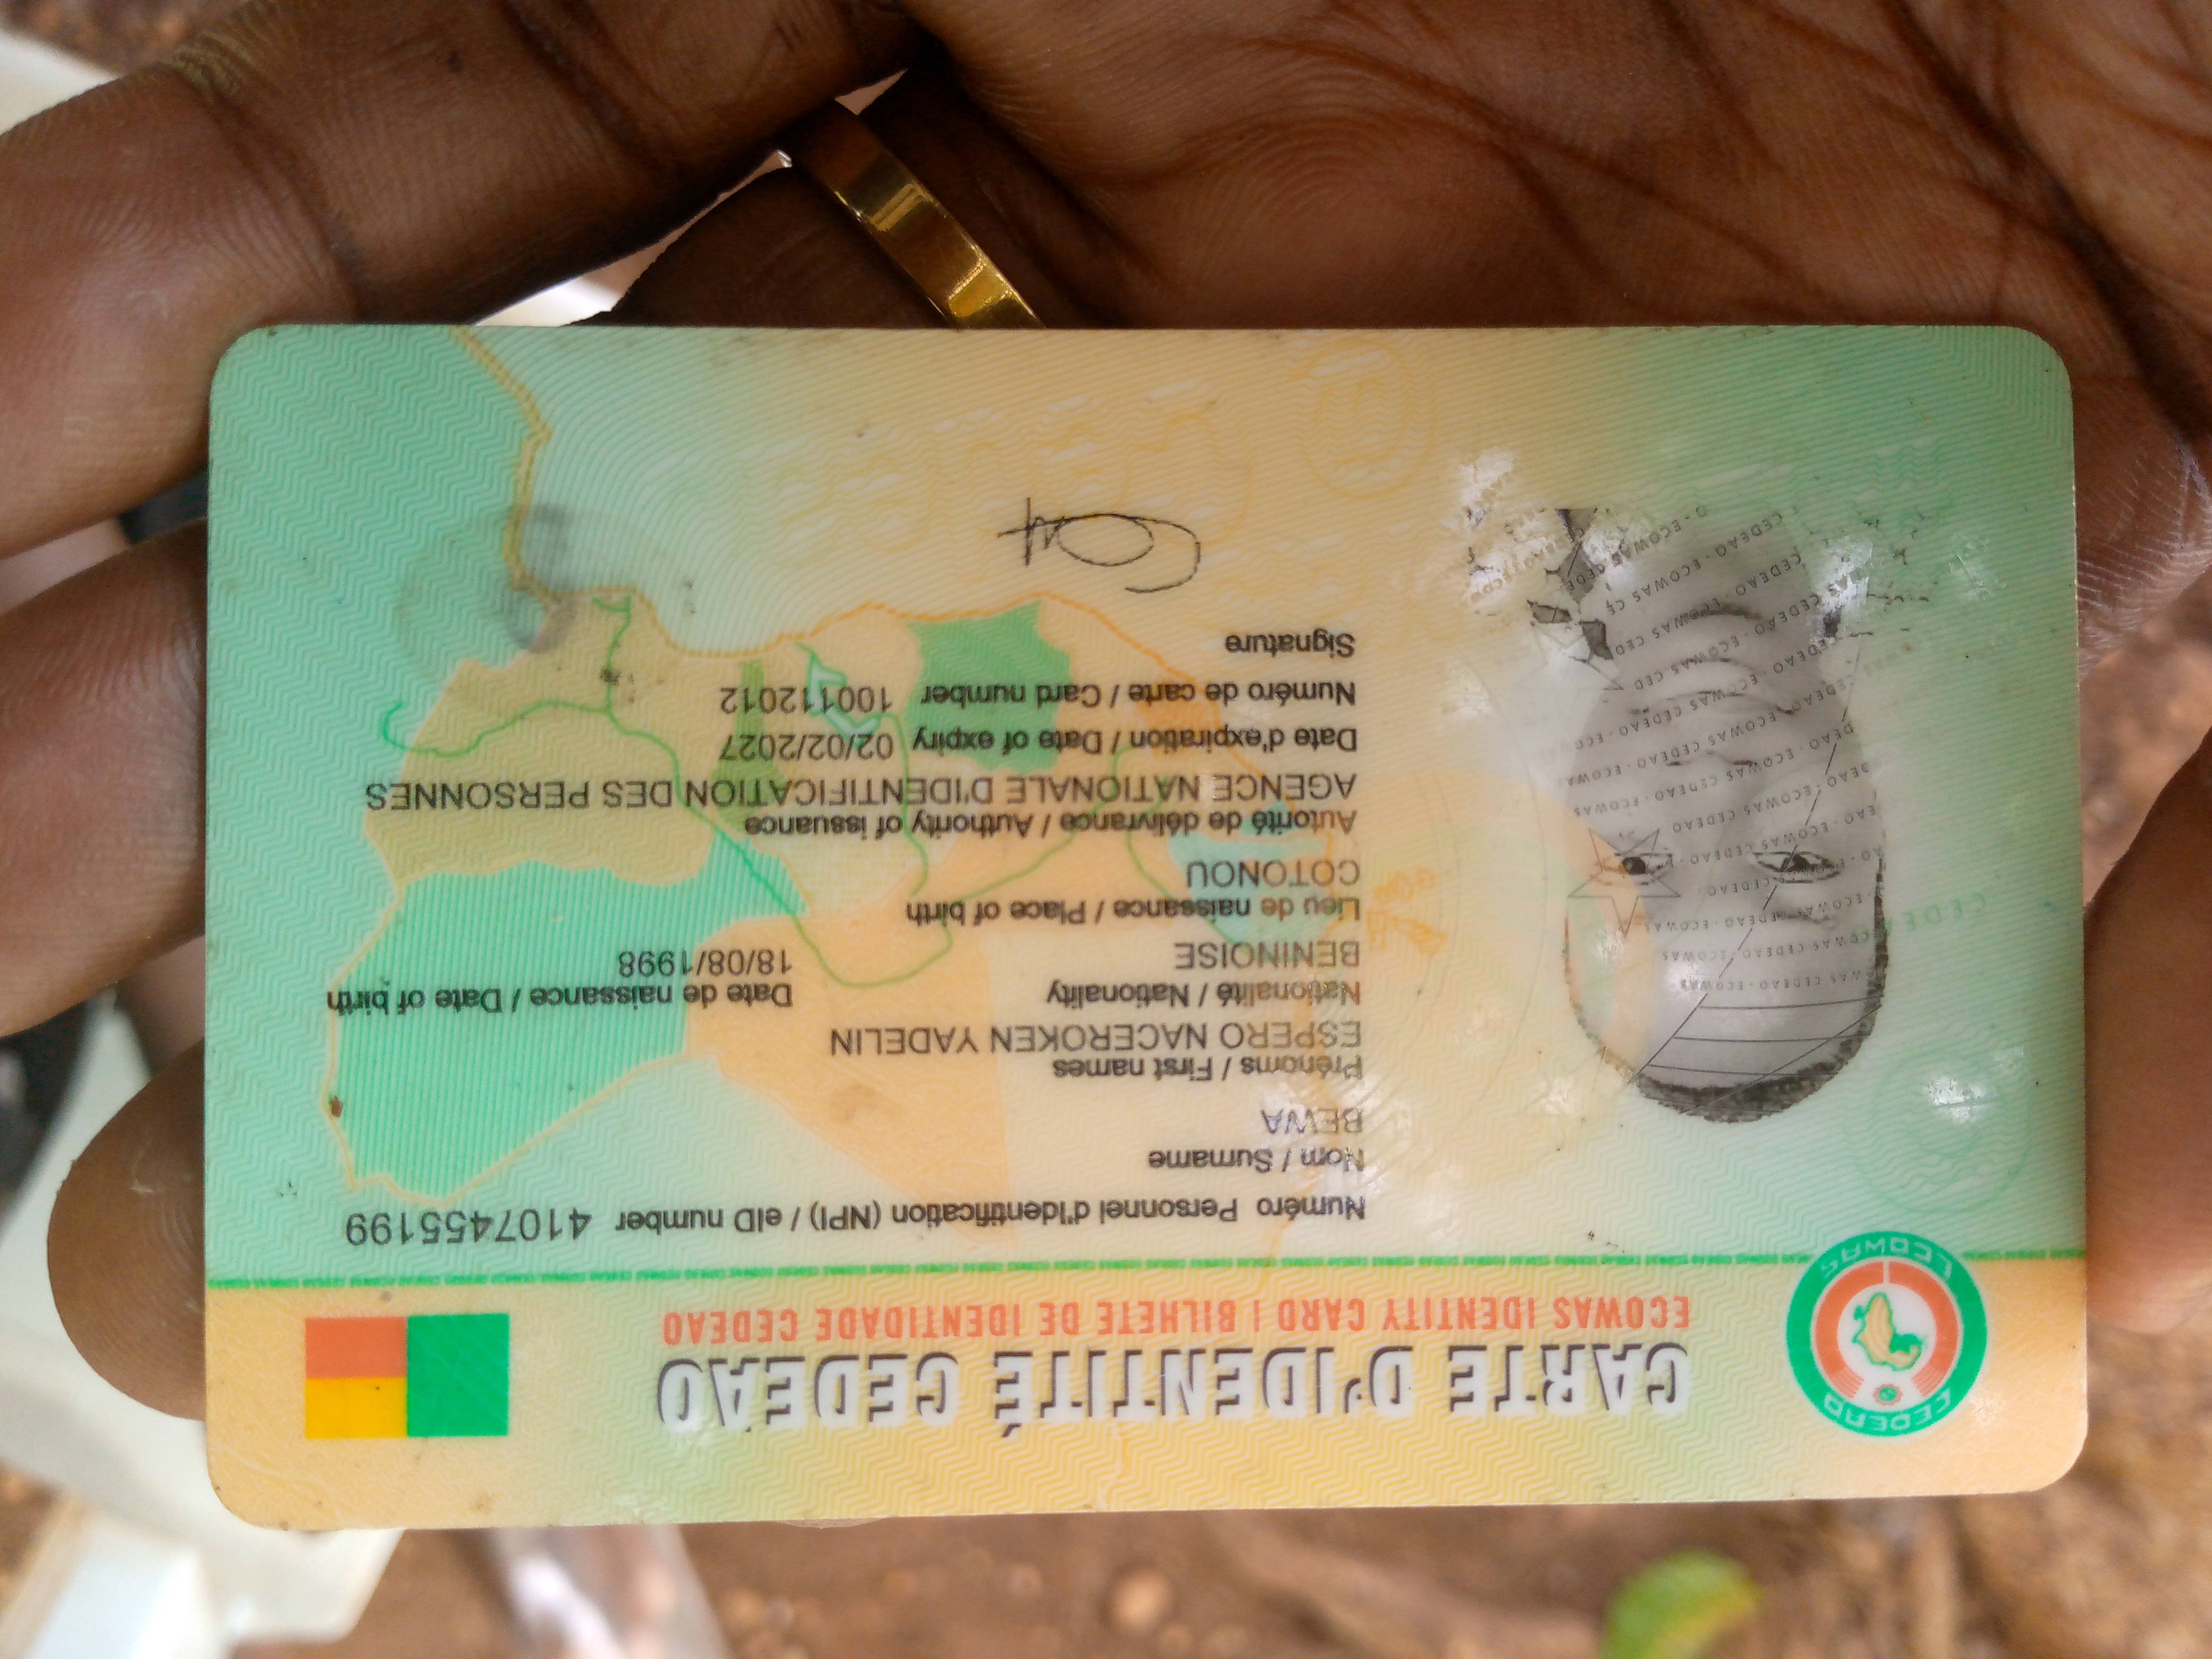 CARTE D'IDENTITÉ CEDEAO
ECOWAS IDENTITY CARD | BILHETE DE IDENTIDADE CEDEAO
CEDEAO
ECOWAS
Numéro Personnel d'Identification (NPI) / eID number 4107455199
Nom / Surname
BEWA
Prénoms / First names
ESPERO NACEROKEN YADELIN
Nationalité / Nationality
BENINOISE
Date de naissance / Date of birth
18/08/1998
Lieu de naissance / Place of birth
COTONOU
Autorité de délivrance / Authority of issuance
AGENCE NATIONALE D'IDENTIFICATION DES PERSONNES
Date d'expiration / Date of expiry 02/02/2027
Numéro de carte / Card number 100112012
Signature